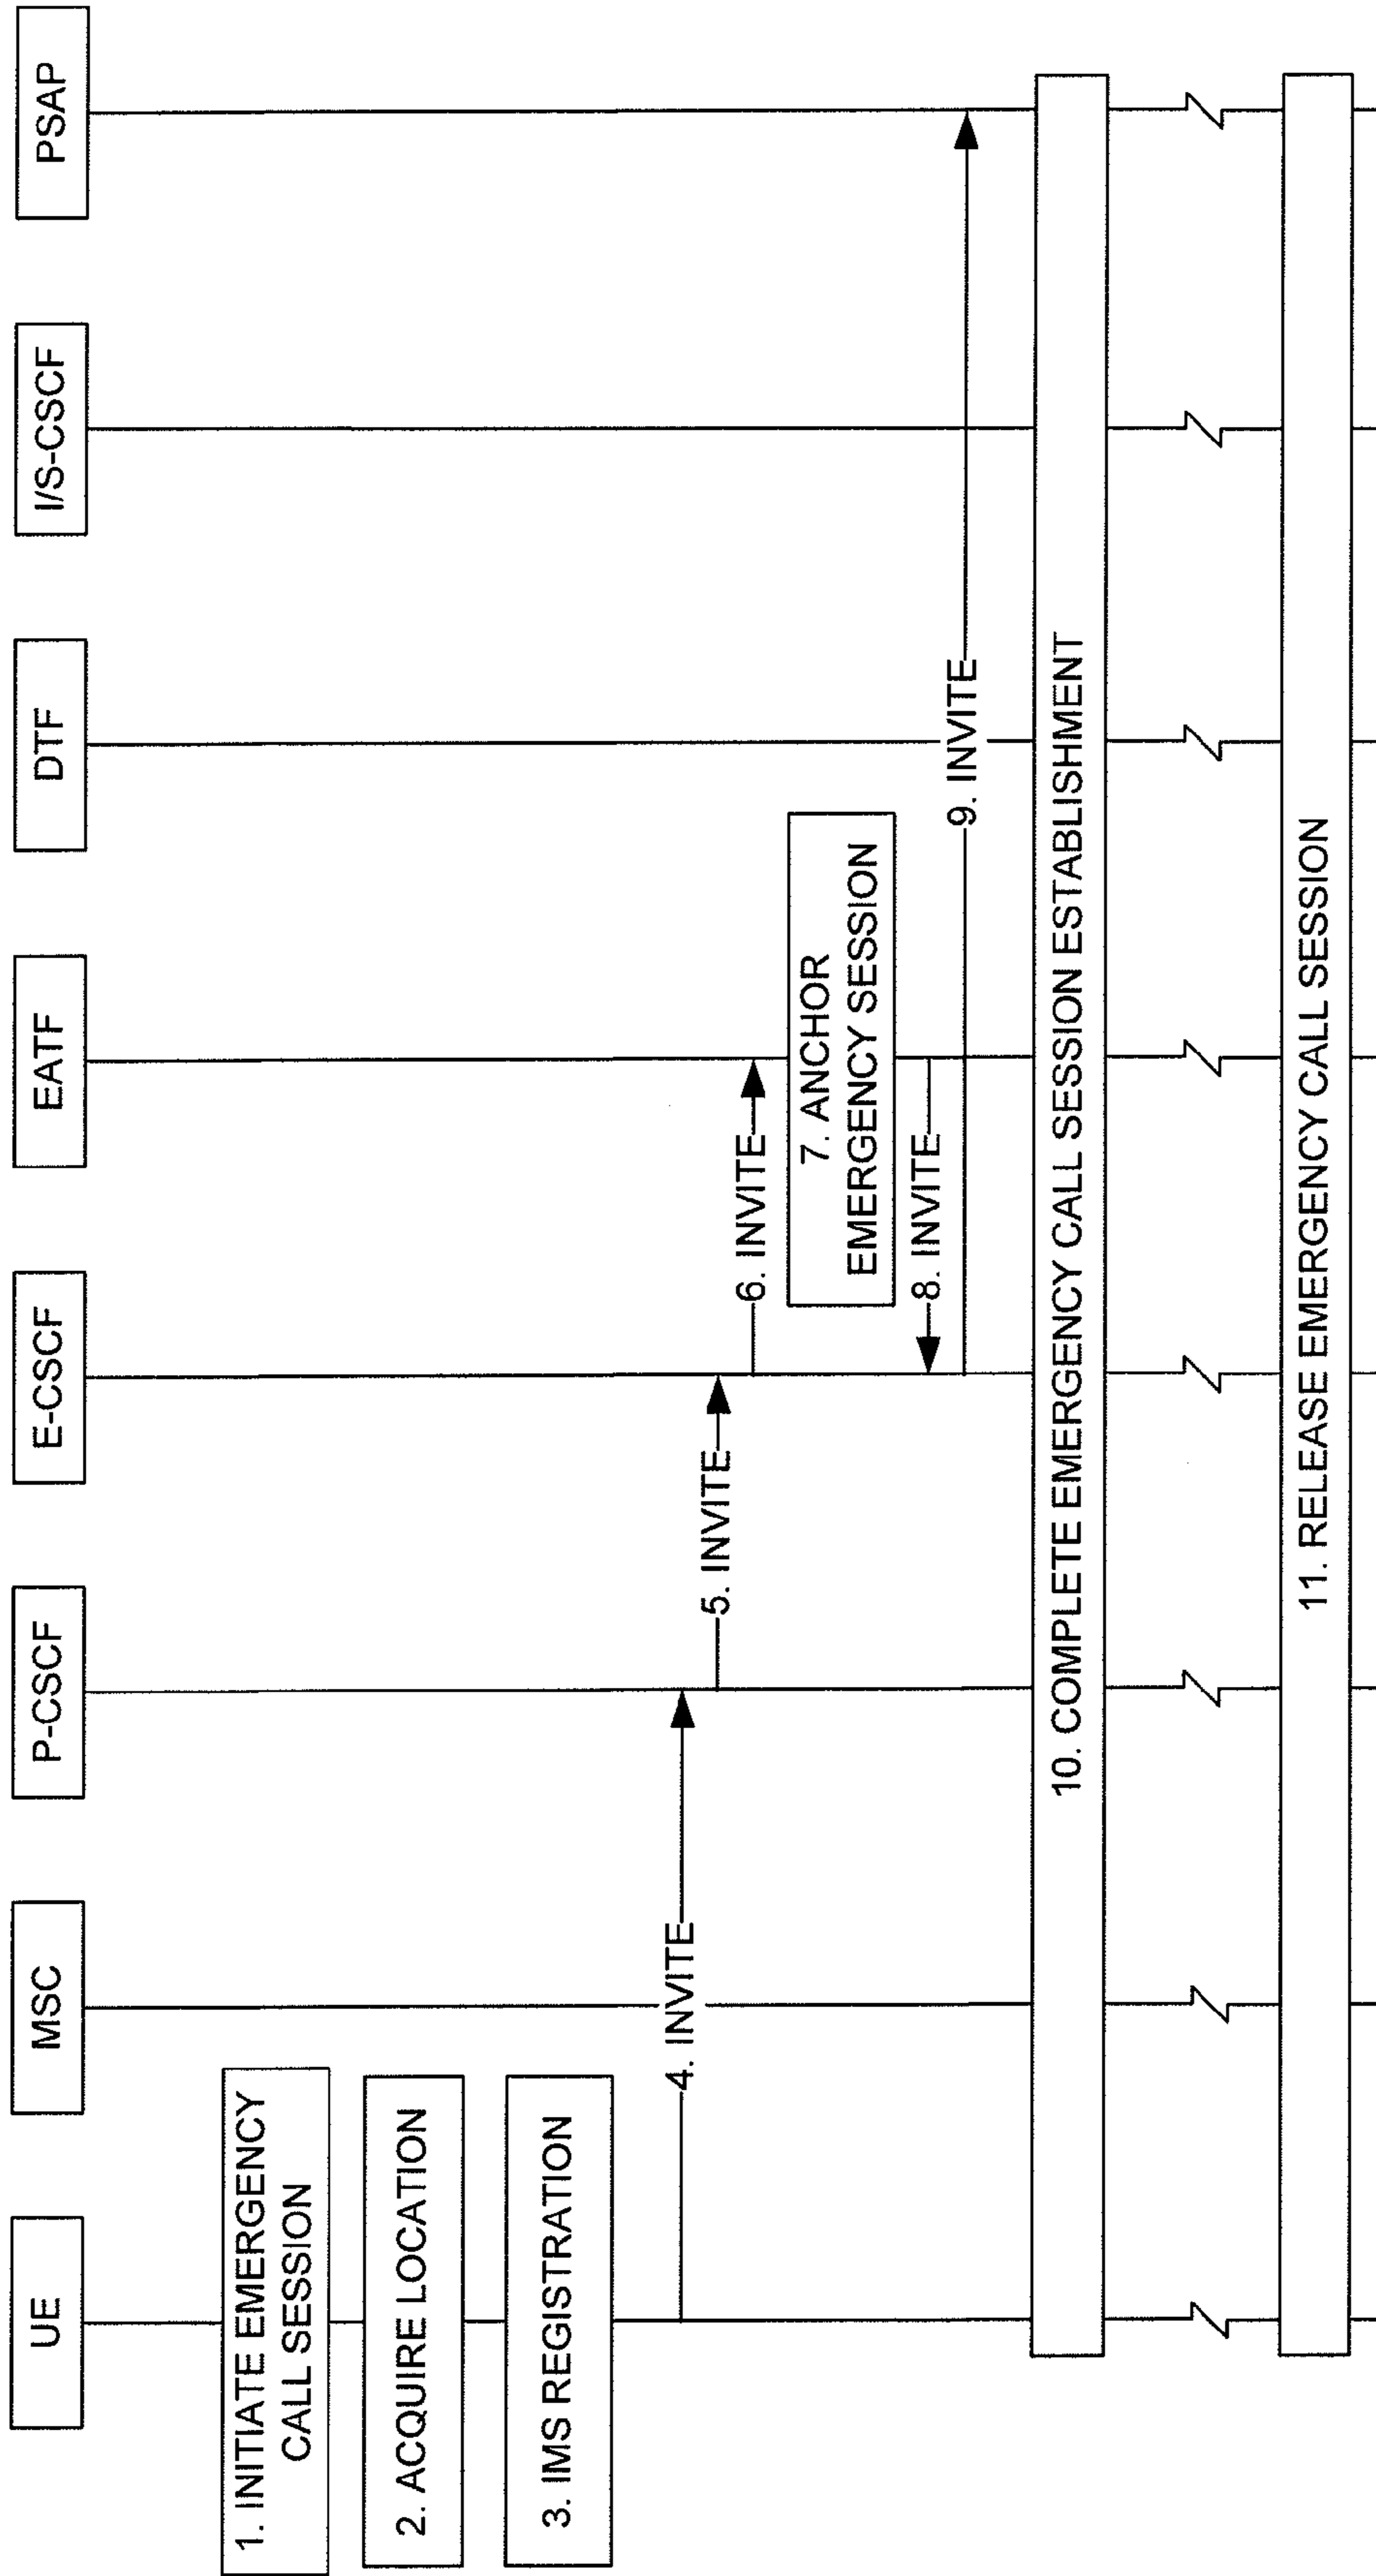 UE
MSC
P-CSCF
E-CSCF
EATF
DTF
I/S-CSCF
PSAP
1. INITIATE EMERGENCY
CALL SESSION
2. ACQUIRE LOCATION
3. IMS REGISTRATION
4. INVITE
5. INVITE
6. INVITE
7. ANCHOR
EMERGENCY SESSION
8. INVITE
9. INVITE
10. COMPLETE EMERGENCY CALL SESSION ESTABLISHMENT
11. RELEASE EMERGENCY CALL SESSION